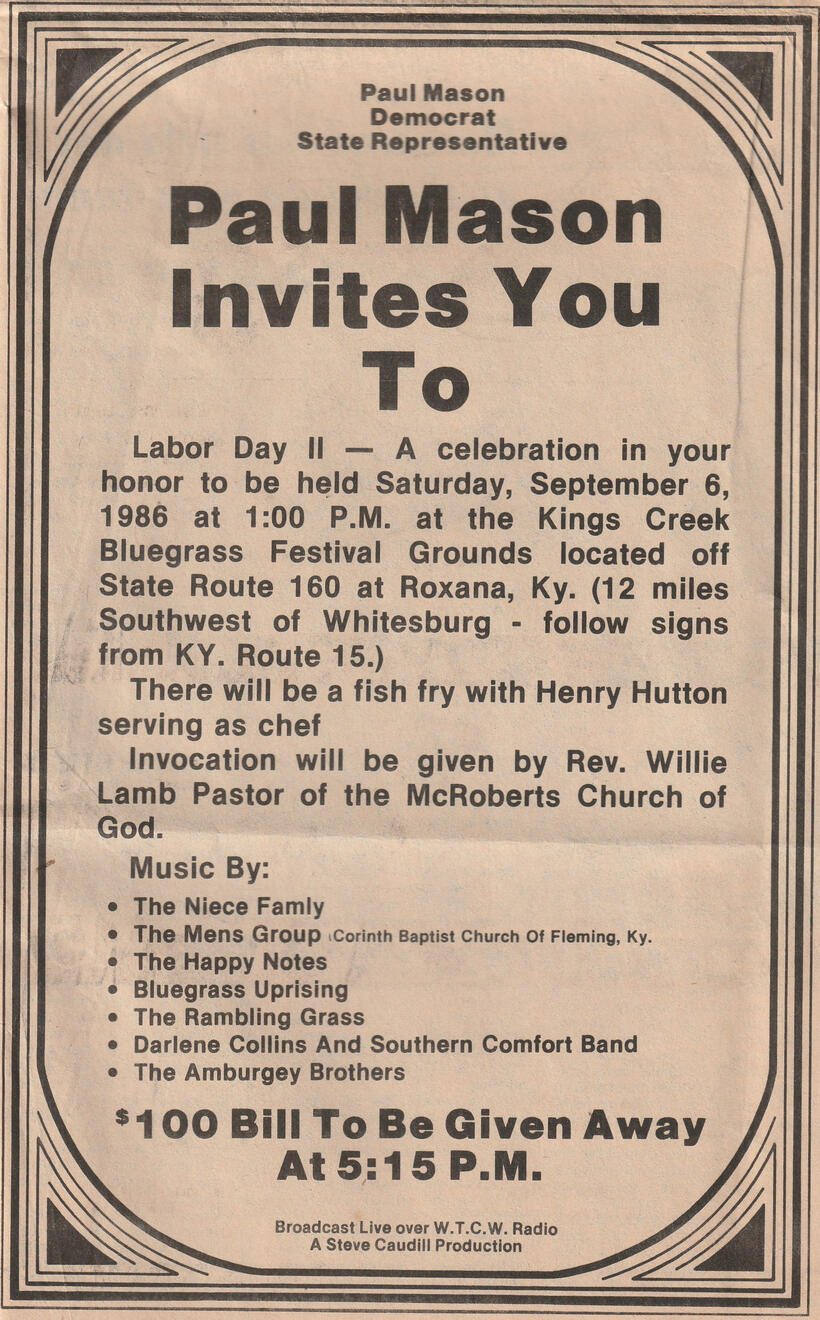 Paul Mason
Democrat
State Representative
Paul Mason
Invites You
To
Labor Day II — A celebration in your
honor to be held Saturday, September 6,
1986 at 1:00 P.M. at the Kings Creek
Bluegrass Festival Grounds located off
State Route 160 at Roxana, Ky. (12 miles
Southwest of Whitesburg - follow signs
from KY. Route 15.)
There will be a fish fry with Henry Hutton
serving as chef
Invocation will be given by Rev. Willie
Lamb Pastor of the McRoberts Church of
God.
Music By:
• The Niece Famly
• The Mens Group Corinth Baptist Church Of Fleming, Ky.
• The Happy Notes
• Bluegrass Uprising
• The Rambling Grass
• Darlene Collins And Southern Comfort Band
• The Amburgey Brothers
$100 Bill To Be Given Away
At 5:15 P.M.
Broadcast Live over W.T.C.W. Radio
A Steve Caudill Production